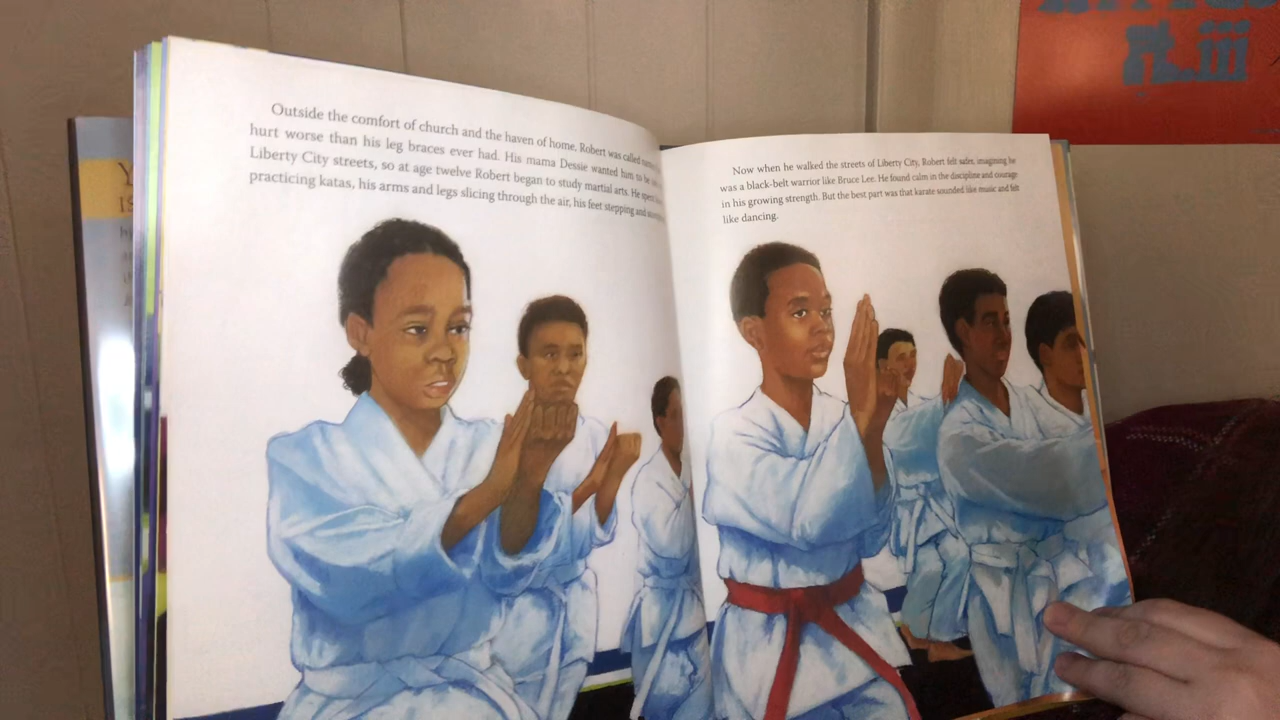 Outside the comfort of church and the haven of home, Robert was called
hurt worse than his leg braces ever had. His mama Dessie wanted him to be
Liberty City streets, so at age twelve Robert began to study martial arts. He spent
practicing katas, his arms and legs slicing through the air, his feet stepping and
Now when he walked the streets of Liberty City, Robert felt safer, imagining he
was a black-belt warrior like Bruce Lee. He found calm in the discipline and courage
in his growing strength. But the best part was that karate sounded like music and felt
like dancing.